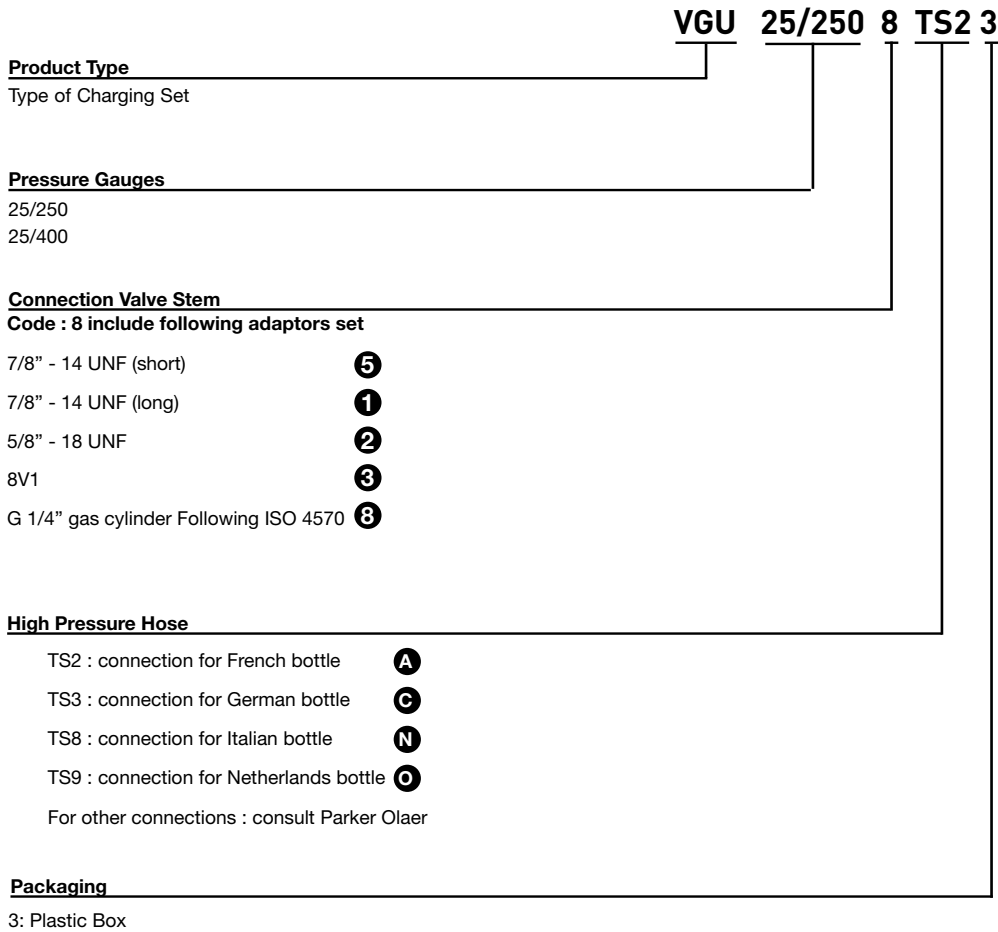 VGU 25/250 8 TS2 3
Product Type
Type of Charging Set
Pressure Gauges
25/250
25/400
Connection Valve Stem
Code : 8 include following adaptors set
7/8” - 14 UNF (short) 5
7/8” - 14 UNF (long) 1
5/8” - 18 UNF 2
8V1 3
G 1/4” gas cylinder Following ISO 4570 8
High Pressure Hose
TS2 : connection for French bottle A
TS3 : connection for German bottle C
TS8 : connection for Italian bottle N
TS9 : connection for Netherlands bottle O
For other connections : consult Parker Olaer
Packaging
3: Plastic Box